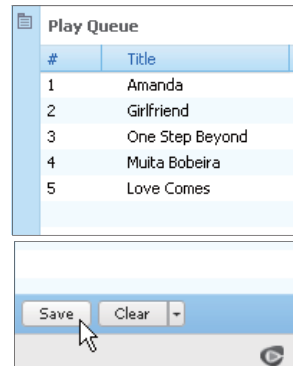 Play Queue
# Title
1 Amanda
2 Girlfriend
3 One Step Beyond
4 Muita Bobeira
5 Love Comes
Save Clear